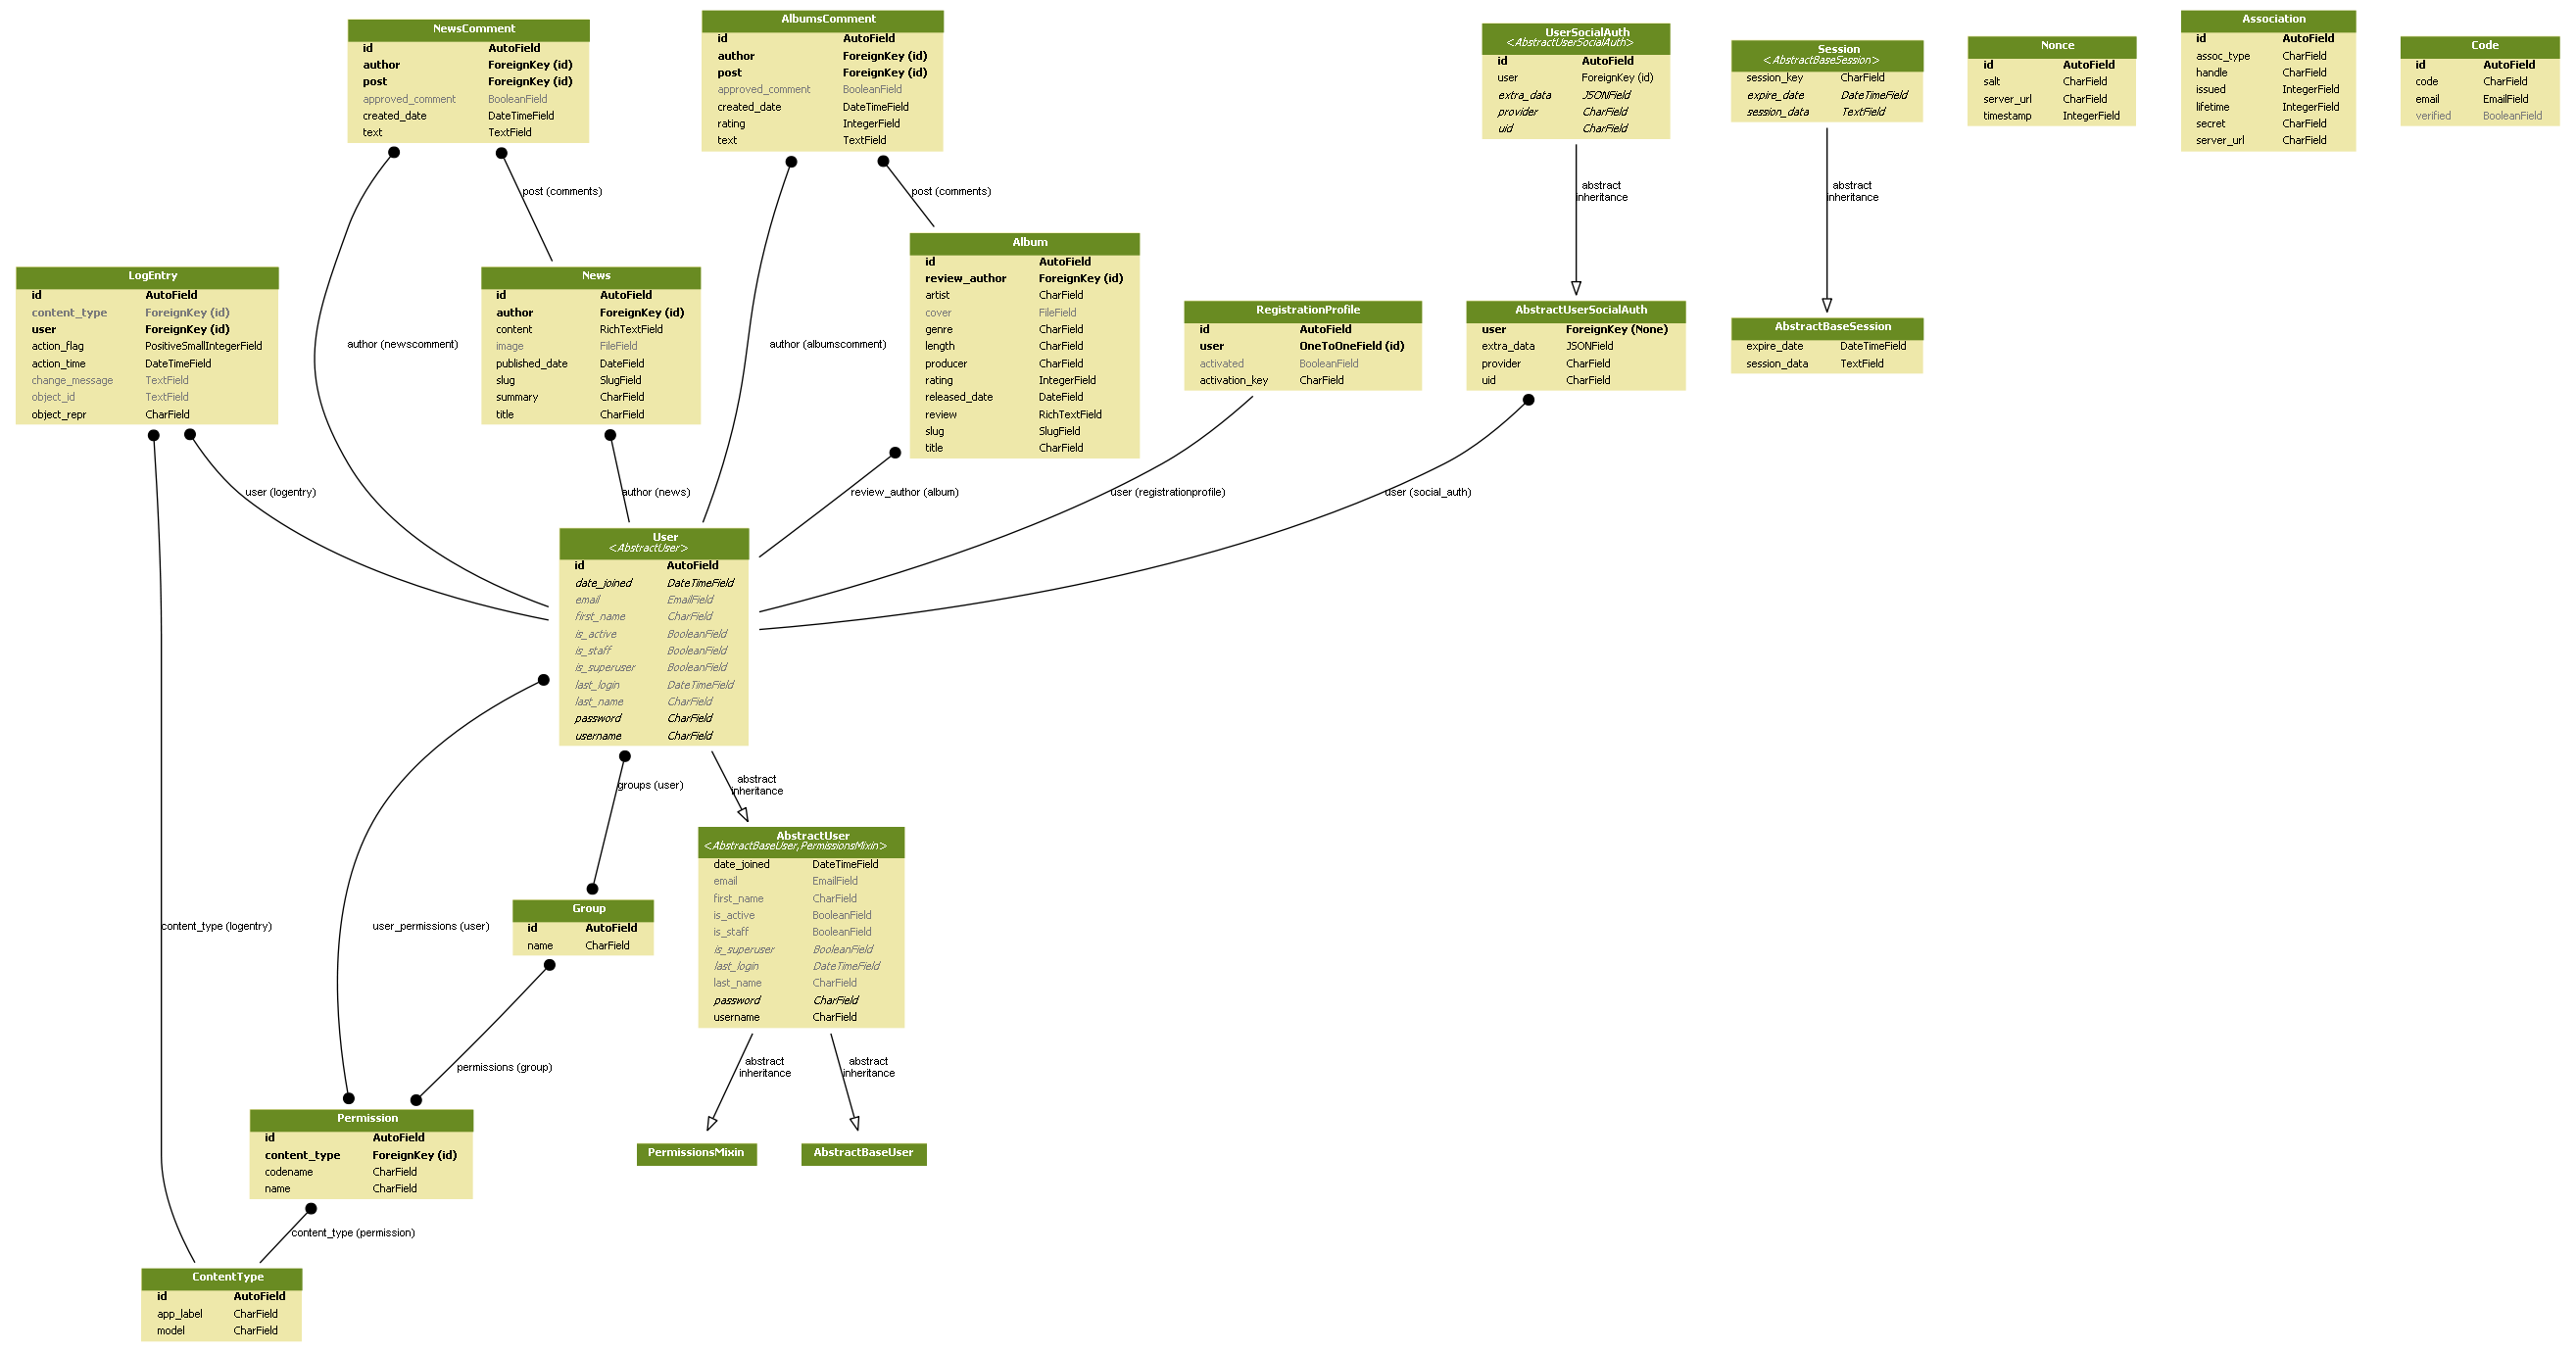 NewsComment
id AutoField
author ForeignKey (id)
post ForeignKey (id)
approved_comment BooleanField
created_date DateTimeField
text TextField
AlbumsComment
id AutoField
author ForeignKey (id)
post ForeignKey (id)
approved_comment BooleanField
created_date DateTimeField
rating IntegerField
text TextField
UserSocialAuth
<AbstractUserSocialAuth>
id AutoField
user ForeignKey (id)
extra_data JSONField
provider CharField
uid CharField
Session
<AbstractBaseSession>
session_key CharField
expire_date DateTimeField
session_data TextField
Nonce
id AutoField
salt CharField
server_url CharField
timestamp IntegerField
Association
id AutoField
assoc_type CharField
handle CharField
issued IntegerField
lifetime IntegerField
secret CharField
server_url CharField
Code
id AutoField
code CharField
email EmailField
verified BooleanField
post (comments)
post (comments)
abstract
inheritance
abstract
inheritance
LogEntry
id AutoField
content_type ForeignKey (id)
user ForeignKey (id)
action_flag PositiveSmallIntegerField
action_time DateTimeField
change_message TextField
object_id TextField
object_repr CharField
author (newscomment)
News
id AutoField
author ForeignKey (id)
content RichTextField
image FileField
published_date DateField
slug SlugField
summary CharField
title CharField
author (albumscomment)
Album
id AutoField
review_author ForeignKey (id)
artist CharField
cover FileField
genre CharField
length CharField
producer CharField
rating IntegerField
released_date DateField
review RichTextField
slug SlugField
title CharField
RegistrationProfile
id AutoField
user OneToOneField (id)
activated BooleanField
activation_key CharField
AbstractUserSocialAuth
user ForeignKey (None)
extra_data JSONField
provider CharField
uid CharField
AbstractBaseSession
expire_date DateTimeField
session_data TextField
user (logentry)
author (news)
review_author (album)
user (registrationprofile)
user (social_auth)
User
<AbstractUser>
id AutoField
date_joined DateTimeField
email EmailField
first_name CharField
is_active BooleanField
is_staff BooleanField
is_superuser BooleanField
last_login DateTimeField
last_name CharField
password CharField
username CharField
groups (user)
abstract
inheritance
AbstractUser
<AbstractBaseUser,PermissionsMixin>
date_joined DateTimeField
email EmailField
first_name CharField
is_active BooleanField
is_staff BooleanField
is_superuser BooleanField
last_login DateTimeField
last_name CharField
password CharField
username CharField
content_type (logentry)
user_permissions (user)
Group
id AutoField
name CharField
permissions (group)
abstract
inheritance
abstract
inheritance
Permission
id AutoField
content_type ForeignKey (id)
codename CharField
name CharField
PermissionsMixin
AbstractBaseUser
content_type (permission)
ContentType
id AutoField
app_label CharField
model CharField